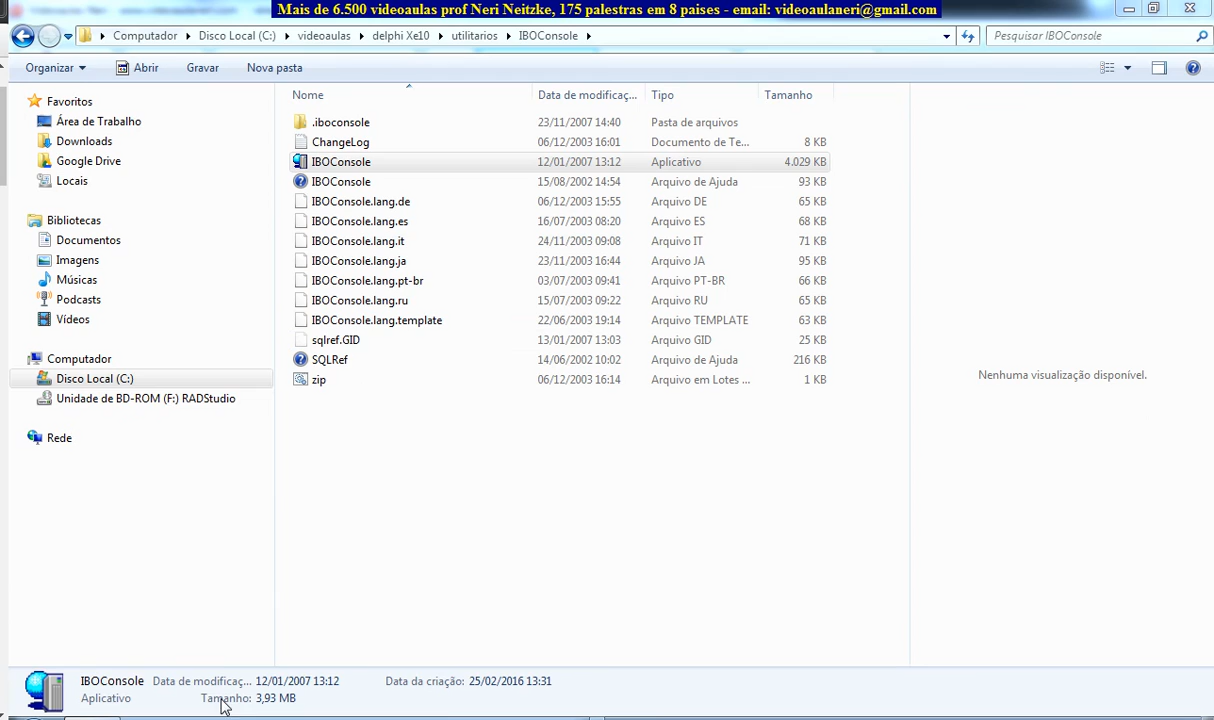 Mais de 6.500 videoaulas prof Neri Neitzke, 175 palestras em 8 paises - email: videoaulaneri@gmail.com
Computador Disco Local (C:) videoaulas delphi Xe10 utilitarios IBOConsole Pesquisar IBOConsole
Organizar Abrir Gravar Nova pasta
Nome Data de modificaç... Tipo Tamanho
.iboconsole 23/11/2007 14:40 Pasta de arquivos
ChangeLog 06/12/2003 16:01 Documento de Te... 8 KB
IBOConsole 12/01/2007 13:12 Aplicativo 4.029 KB
IBOConsole 15/08/2002 14:54 Arquivo de Ajuda 93 KB
IBOConsole.lang.de 06/12/2003 15:55 Arquivo DE 65 KB
IBOConsole.lang.es 16/07/2003 08:20 Arquivo ES 68 KB
IBOConsole.lang.it 24/11/2003 09:08 Arquivo IT 71 KB
IBOConsole.lang.ja 23/11/2003 16:44 Arquivo JA 95 KB
IBOConsole.lang.pt-br 03/07/2003 09:41 Arquivo PT-BR 66 KB
IBOConsole.lang.ru 15/07/2003 09:22 Arquivo RU 65 KB
IBOConsole.lang.template 22/06/2003 19:14 Arquivo TEMPLATE 63 KB
sqlref.GID 13/01/2007 13:03 Arquivo GID 25 KB
SQLRef 14/06/2002 10:02 Arquivo de Ajuda 216 KB
zip 06/12/2003 16:14 Arquivo em Lotes ... 1 KB
Favoritos
Área de Trabalho
Downloads
Google Drive
Locais
Bibliotecas
Documentos
Imagens
Músicas
Podcasts
Vídeos
Computador
Disco Local (C:)
Unidade de BD-ROM (F:) RADStudio
Rede
Nenhuma visualização disponível.
IBOConsole Data de modificaç... 12/01/2007 13:12 Data da criação: 25/02/2016 13:31
Aplicativo Tamanho: 3,93 MB